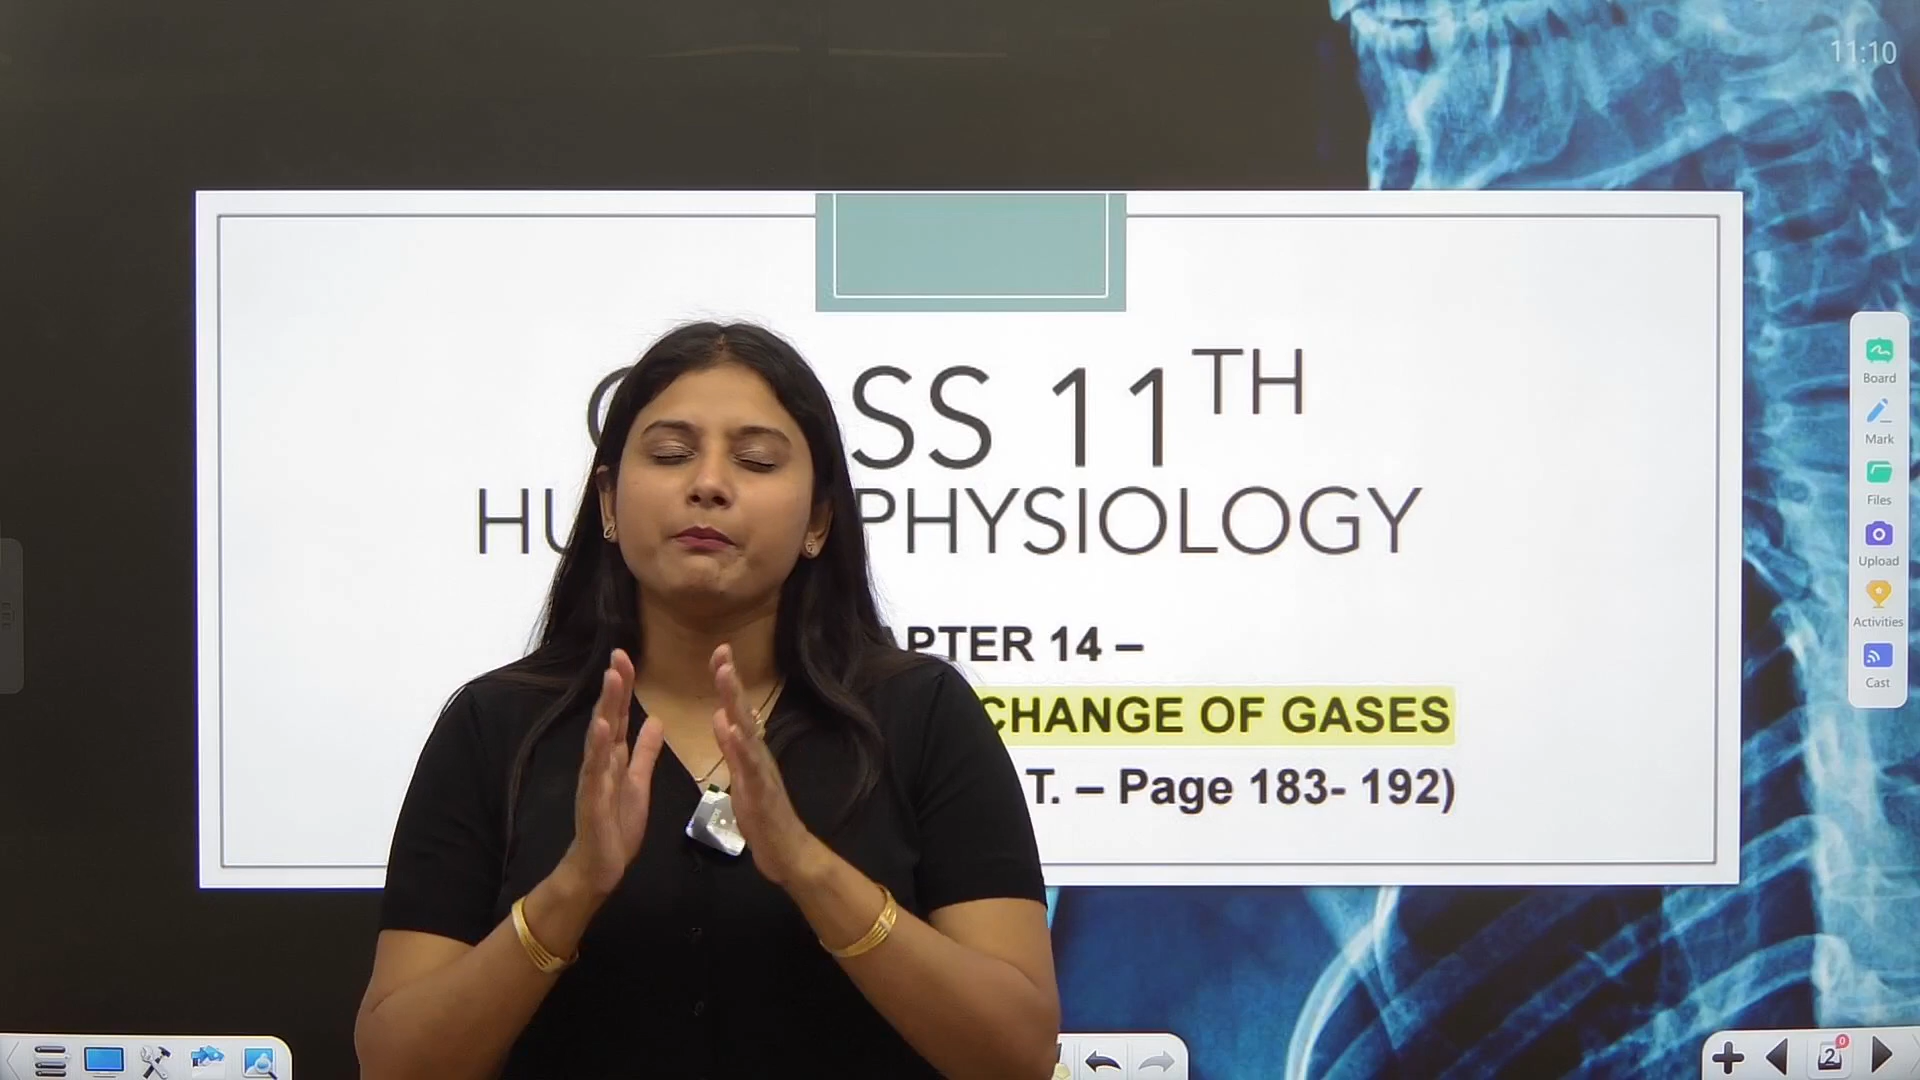 11:10
SS 11TH
HU PHYSIOLOGY
PTER 14 –
CHANGE OF GASES
T. – Page 183- 192)
Board
Mark
Files
Upload
Activities
Cast
0
2